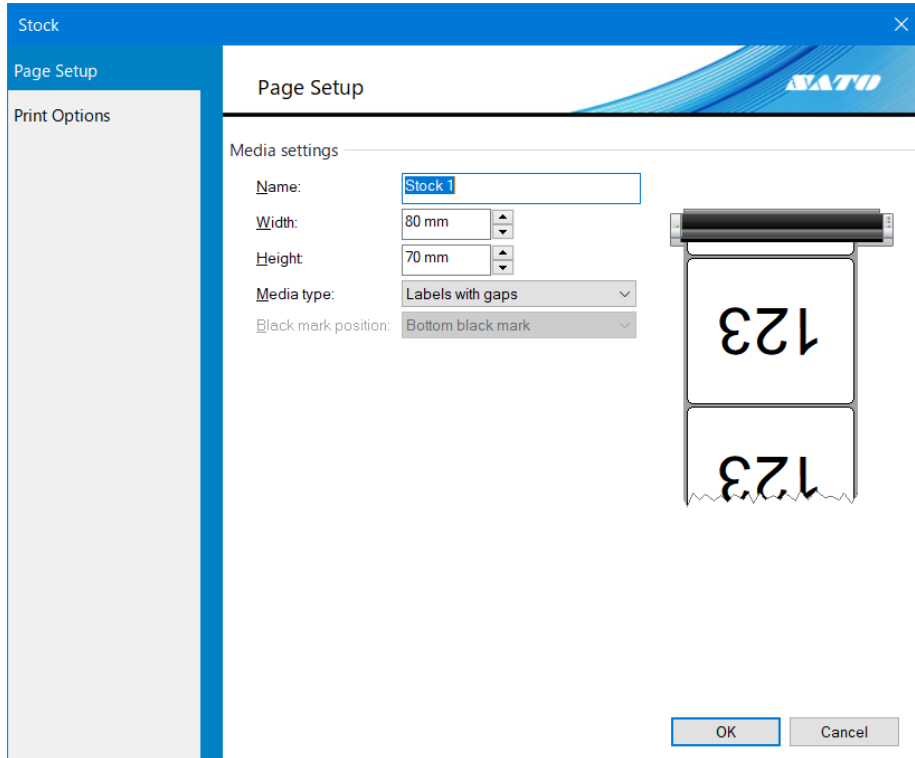 Stock
Page Setup
Print Options
Page Setup
SATO
Media settings
Name: Stock 1
Width: 80 mm
Height: 70 mm
Media type: Labels with gaps
Black mark position: Bottom black mark
123
123
OK Cancel